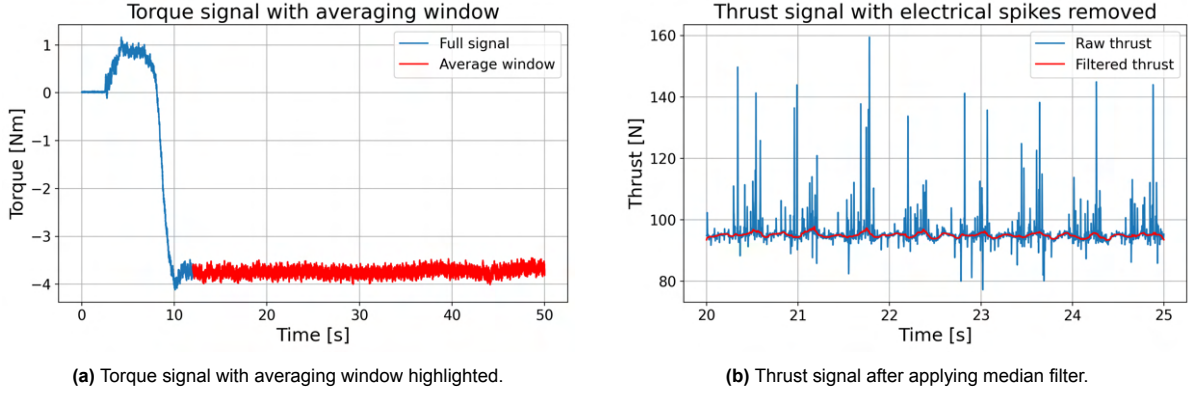 Torque signal with averaging window
Full signal
Average window
1
0
−1
−2
−3
−4
Torque [Nm]
0
10
20
30
40
50
Time [s]
(a) Torque signal with averaging window highlighted.
Thrust signal with electrical spikes removed
Raw thrust
Filtered thrust
160
140
120
100
80
Thrust [N]
20
21
22
23
24
25
Time [s]
(b) Thrust signal after applying median filter.